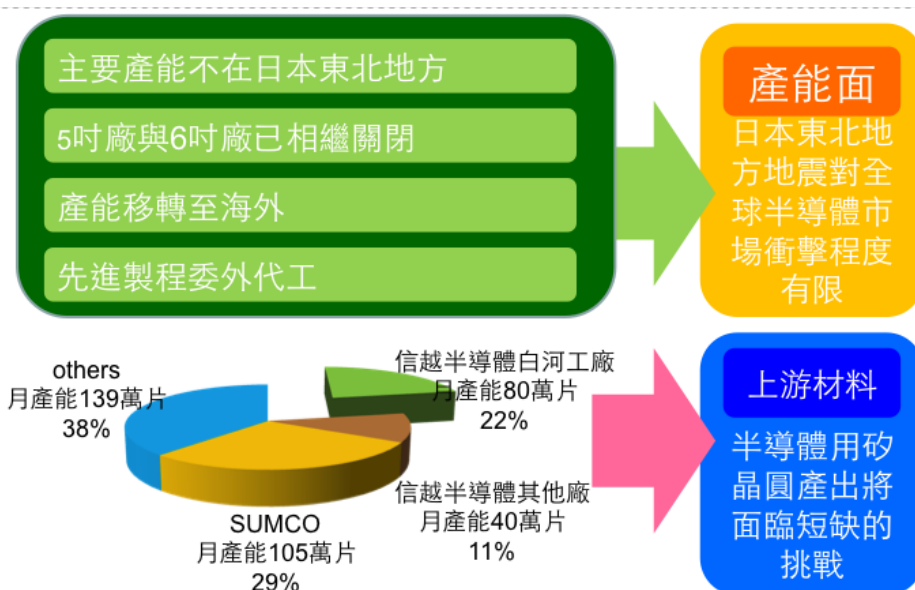 主要產能不在日本東北地方
5吋廠與6吋廠已相繼關閉
產能移轉至海外
先進製程委外代工
產能面
日本東北地
方地震對全
球半導體市
場衝擊程度
有限
others
月產能139萬片
38%
信越半導體白河工廠
月產能80萬片
22%
信越半導體其他廠
月產能40萬片
11%
SUMCO
月產能105萬片
29%
上游材料
半導體用矽
晶圓產出將
面臨短缺的
挑戰